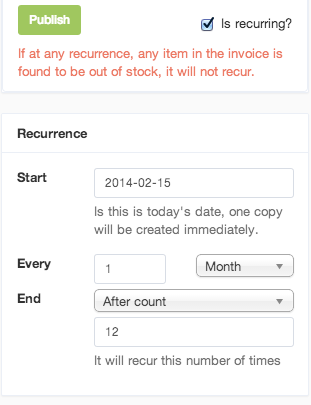 Publish
Is recurring?
If at any recurrence, any item in the invoice is
found to be out of stock, it will not recur.
Recurrence
Start
2014-02-15
Is this is today's date, one copy
will be created immediately.
Every
1
Month
End
After count
12
It will recur this number of times